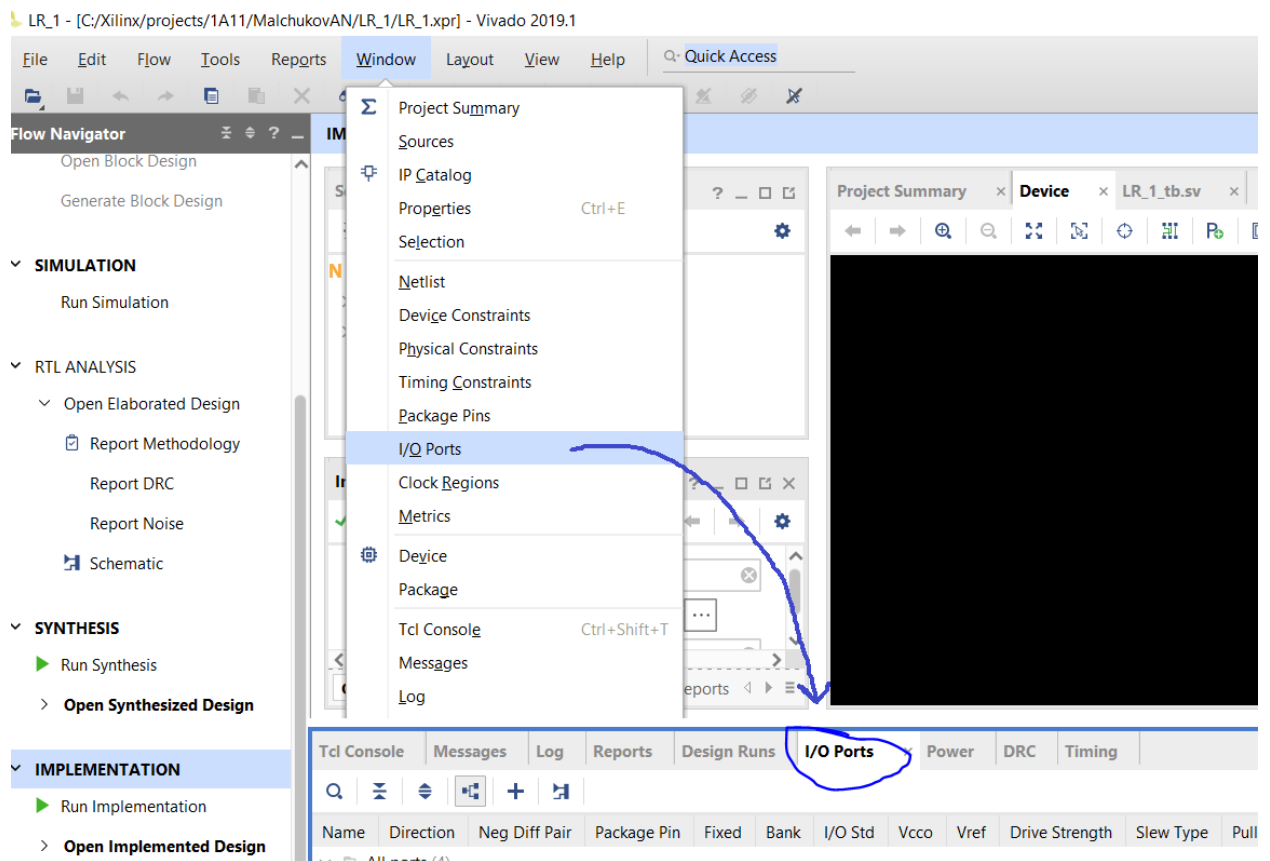 LR_1 - [C:/Xilinx/projects/1A11/MalchukovAN/LR_1/LR_1.xpr] - Vivado 2019.1
File Edit Flow Tools Reports Window Layout View Help Quick Access
Flow Navigator
Open Block Design
Generate Block Design
SIMULATION
Run Simulation
RTL ANALYSIS
Open Elaborated Design
Report Methodology
Report DRC
Report Noise
Schematic
SYNTHESIS
Run Synthesis
Open Synthesized Design
IMPLEMENTATION
Run Implementation
Open Implemented Design
Project Summary
Sources
IP Catalog
Properties Ctrl+E
Selection
Netlist
Device Constraints
Physical Constraints
Timing Constraints
Package Pins
I/O Ports
Clock Regions
Metrics
Device
Package
Tcl Console Ctrl+Shift+T
Messages
Log
Project Summary Device LR_1_tb.sv
eports
Tcl Console Messages Log Reports Design Runs I/O Ports Power DRC Timing
Name Direction Neg Diff Pair Package Pin Fixed Bank I/O Std Vcco Vref Drive Strength Slew Type Pull
All ports (4)